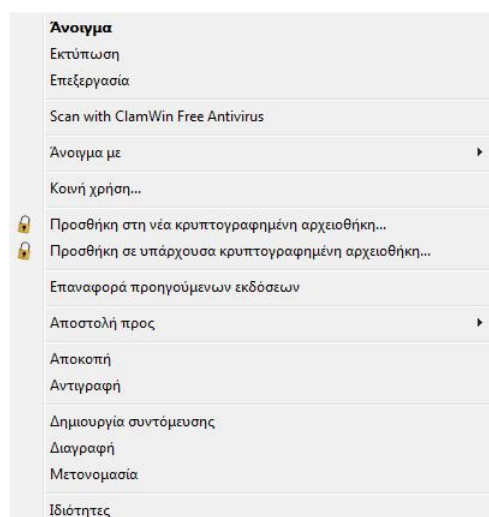 Άνοιγμα
Εκτύπωση
Επεξεργασία
Scan with ClamWin Free Antivirus
Άνοιγμα με
Κοινή χρήση...
Προσθήκη στη νέα κρυπτογραφημένη αρχειοθήκη...
Προσθήκη σε υπάρχουσα κρυπτογραφημένη αρχειοθήκη...
Επαναφορά προηγούμενων εκδόσεων
Αποστολή προς
Αποκοπή
Αντιγραφή
Δημιουργία συντόμευσης
Διαγραφή
Μετονομασία
Ιδιότητες